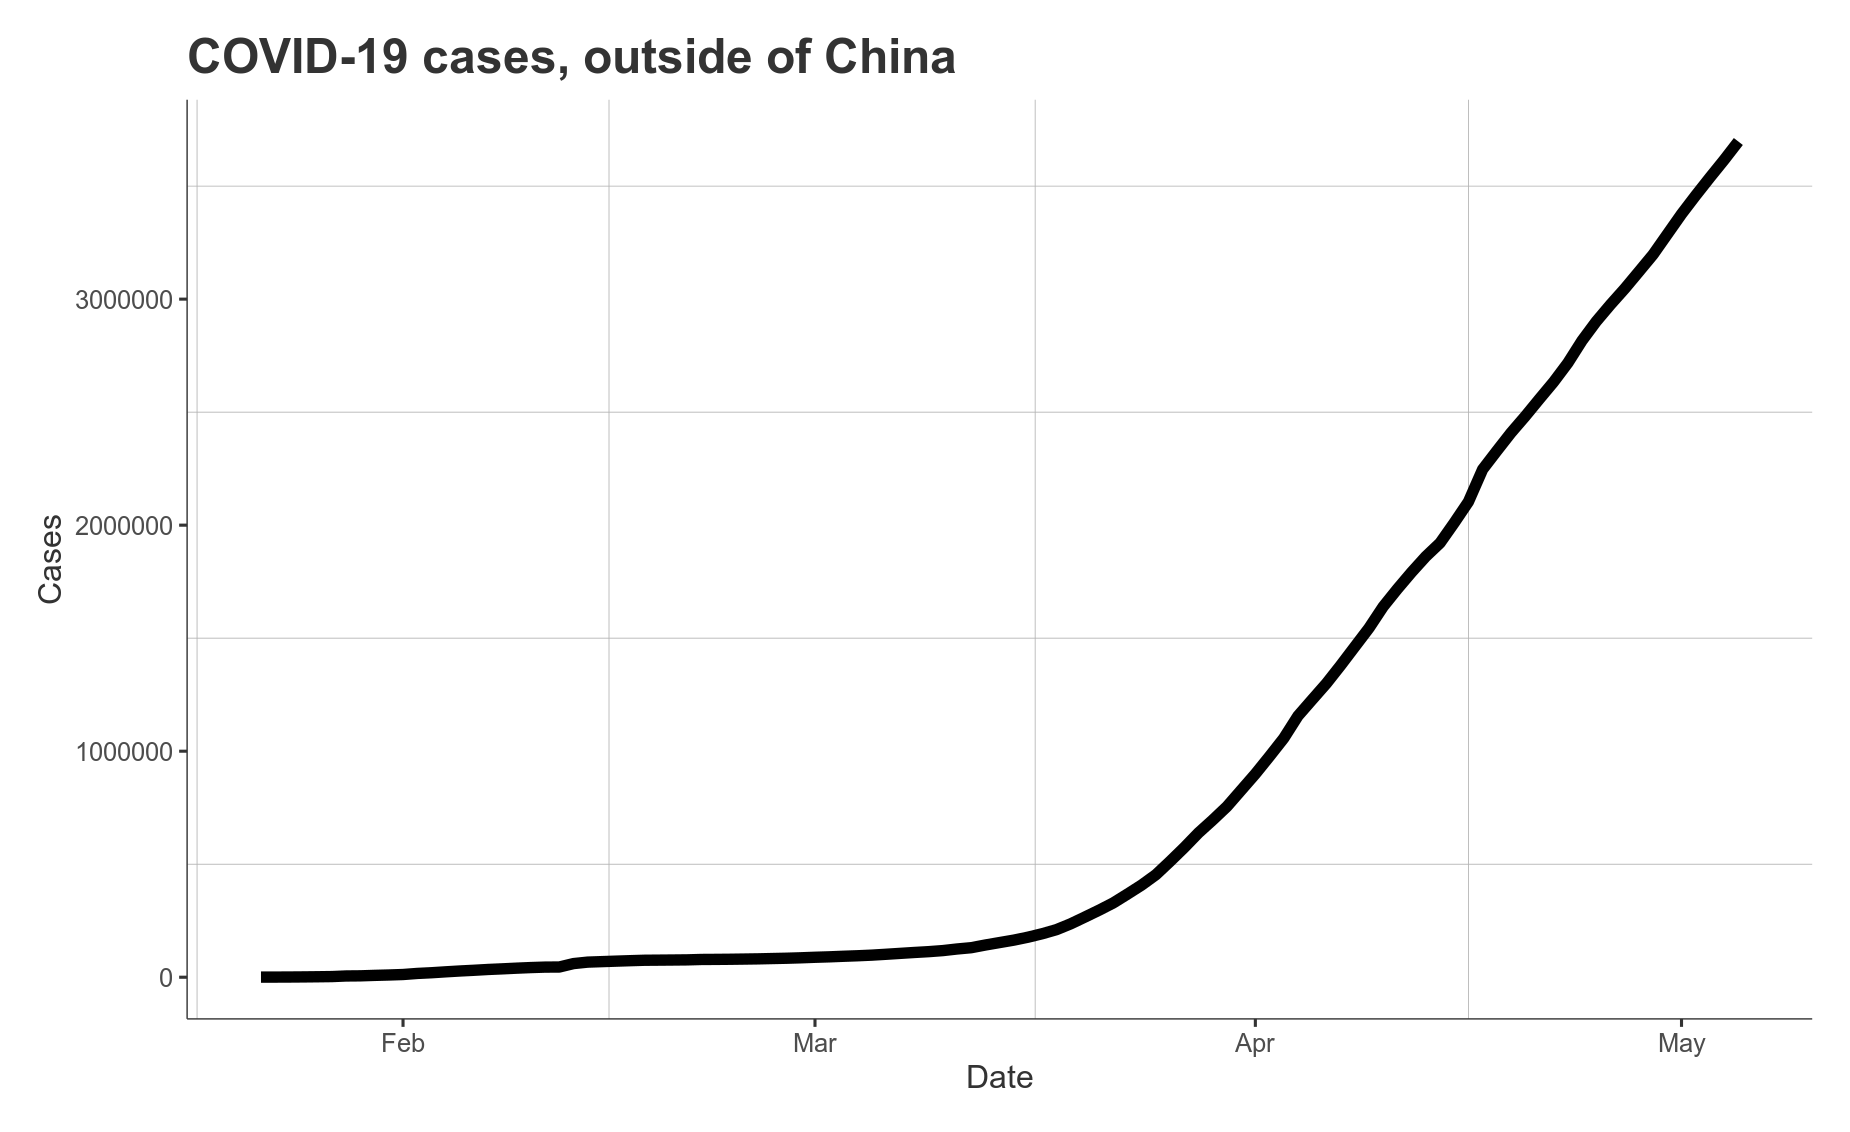 COVID-19 cases, outside of China
3000000
2000000
1000000
0
Cases
Feb
Mar
Apr
May
Date